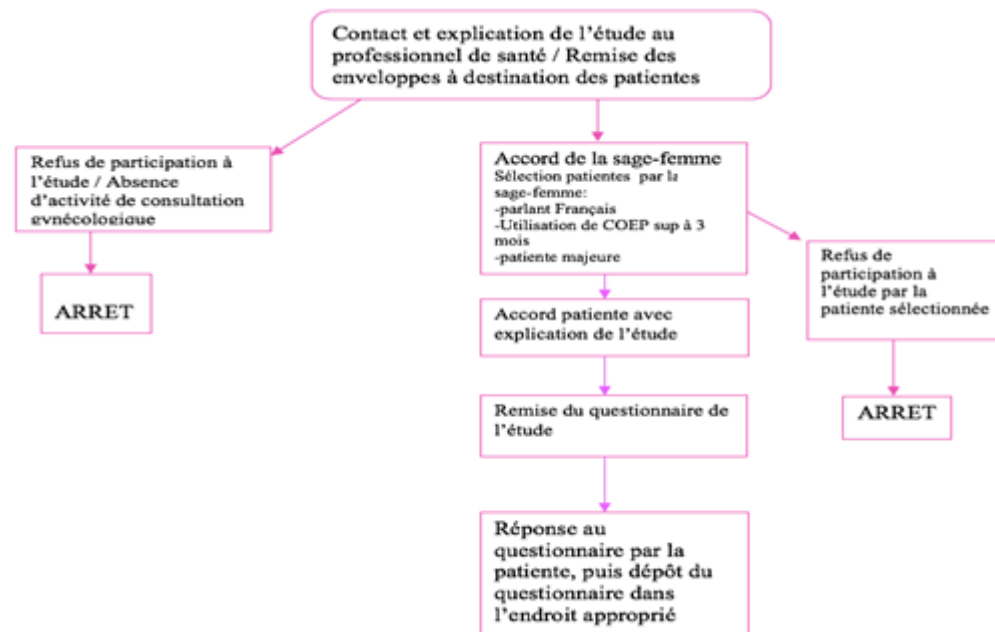 Contact et explication de l'étude au
professionnel de santé / Remise des
enveloppes à destination des patientes
Refus de participation à
l'étude / Absence
d'activité de consultation
gynécologique
ARRET
Accord de la sage-femme
Sélection patientes par la
sage-femme:
-parlant Français
-Utilisation de COEP sup à 3
mois
-patiente majeure
Refus de
participation à
l'étude par la
patiente sélectionnée
ARRET
Accord patiente avec
explication de l'étude
Remise du questionnaire de
l'étude
Réponse au
questionnaire par la
patiente, puis dépôt du
questionnaire dans
l'endroit approprié